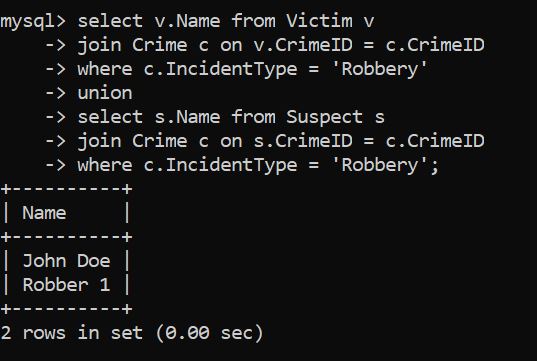 mysql> select v.Name from Victim v
    -> join Crime c on v.CrimeID = c.CrimeID
    -> where c.IncidentType = 'Robbery'
    -> union
    -> select s.Name from Suspect s
    -> join Crime c on s.CrimeID = c.CrimeID
    -> where c.IncidentType = 'Robbery';
+----------+
| Name     |
+----------+
| John Doe |
| Robber 1 |
+----------+
2 rows in set (0.00 sec)